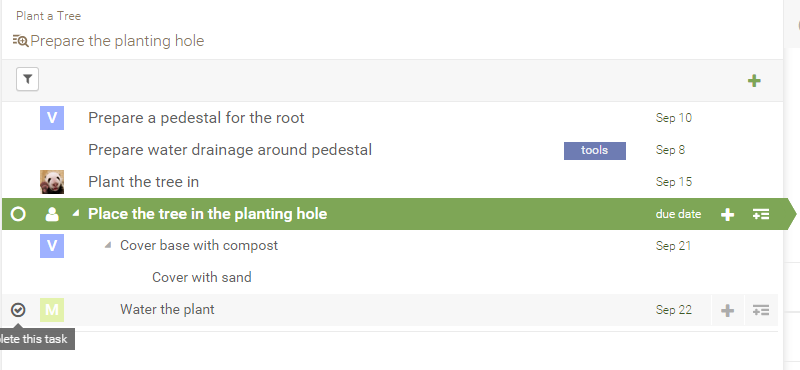 Plant a Tree
Prepare the planting hole
V Prepare a pedestal for the root Sep 10
Prepare water drainage around pedestal tools Sep 8
Plant the tree in Sep 15
Place the tree in the planting hole due date
V Cover base with compost Sep 21
Cover with sand
M Water the plant Sep 22
lete this task